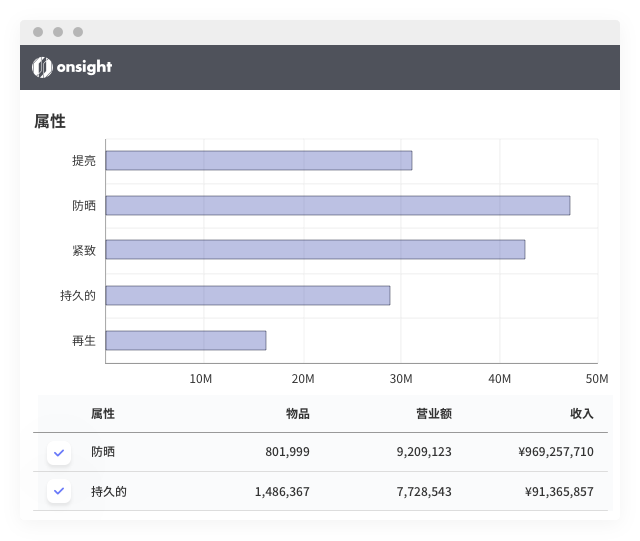 onsight
属性
提亮
防晒
紧致
持久的
再生
10M 20M 30M 40M 50M
属性 物品 营业额 收入
防晒 801,999 9,209,123 ¥969,257,710
持久的 1,486,367 7,728,543 ¥91,365,857